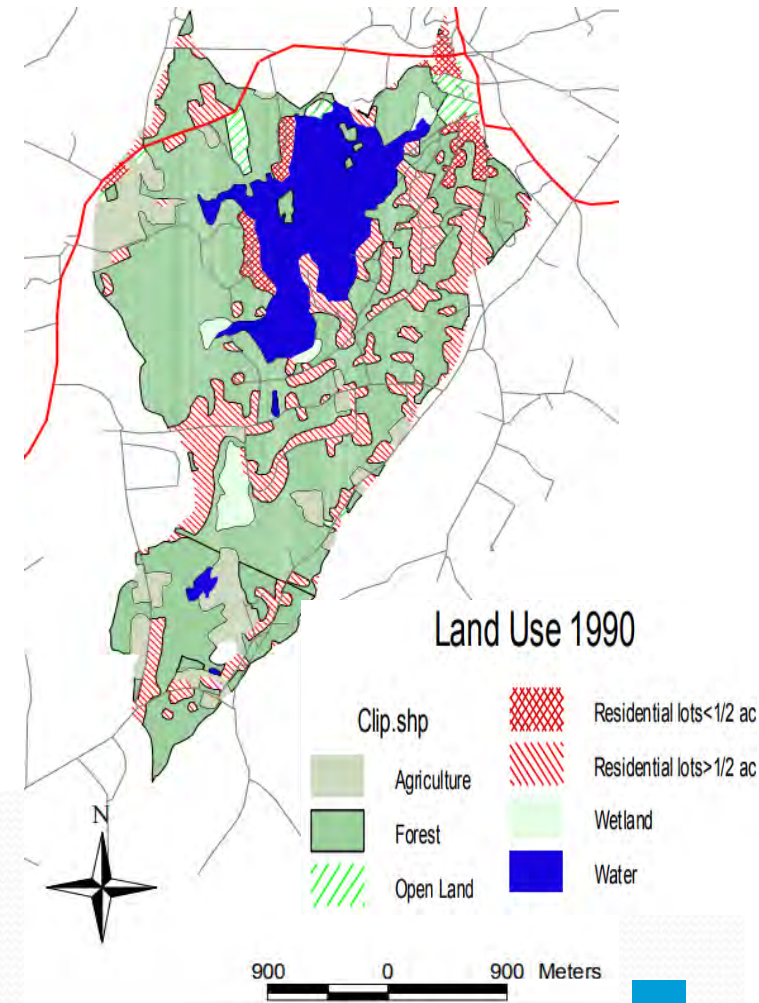 Land Use 1990
Clip.shp
Agriculture
Forest
Open Land
Residential lots<1/2 ac
Residential lots>1/2 ac
Wetland
Water
N
900 0 900 Meters